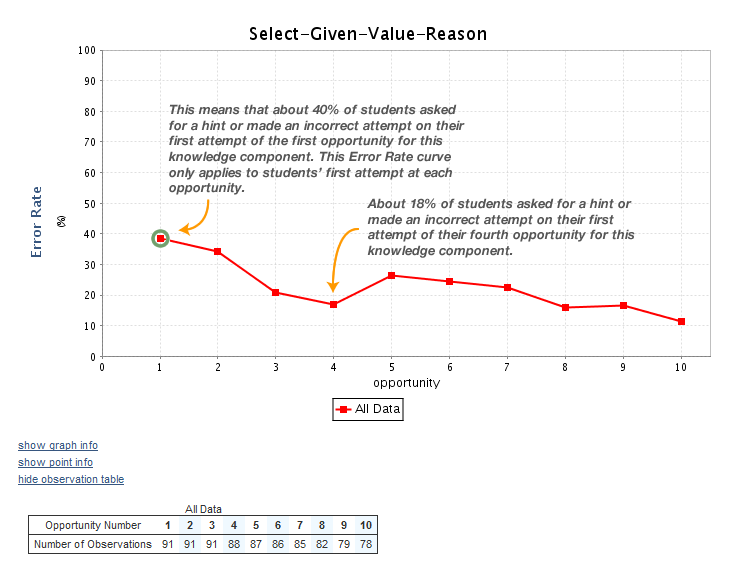 Select-Given-Value-Reason
100
90
80
70
60
50
40
30
20
10
0
Error Rate
(%)
This means that about 40% of students asked
for a hint or made an incorrect attempt on their
first attempt of the first opportunity for this
knowledge component. This Error Rate curve
only applies to students' first attempt at each
opportunity.
About 18% of students asked for a hint or
made an incorrect attempt on their first
attempt of their fourth opportunity for this
knowledge component.
0 1 2 3 4 5 6 7 8 9 10
opportunity
All Data
show graph info
show point info
hide observation table
All Data
Opportunity Number 1 2 3 4 5 6 7 8 9 10
Number of Observations 91 91 91 88 87 86 85 82 79 78